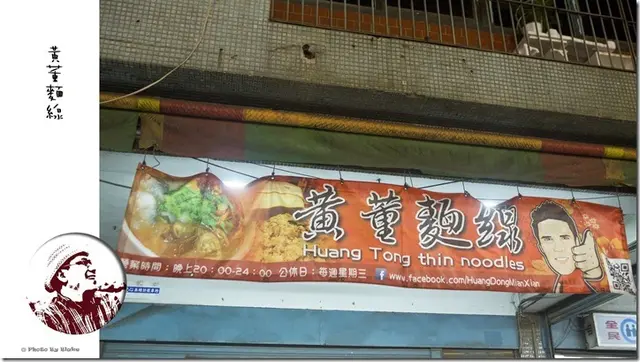 黃董麵線
黃董麵線
Huang Tong thin noodles
營業時間：晚上20：00-24：00 公休日：每週星期三
www.facebook.com/HuangDongMianXian
全民
© Photo By Blake